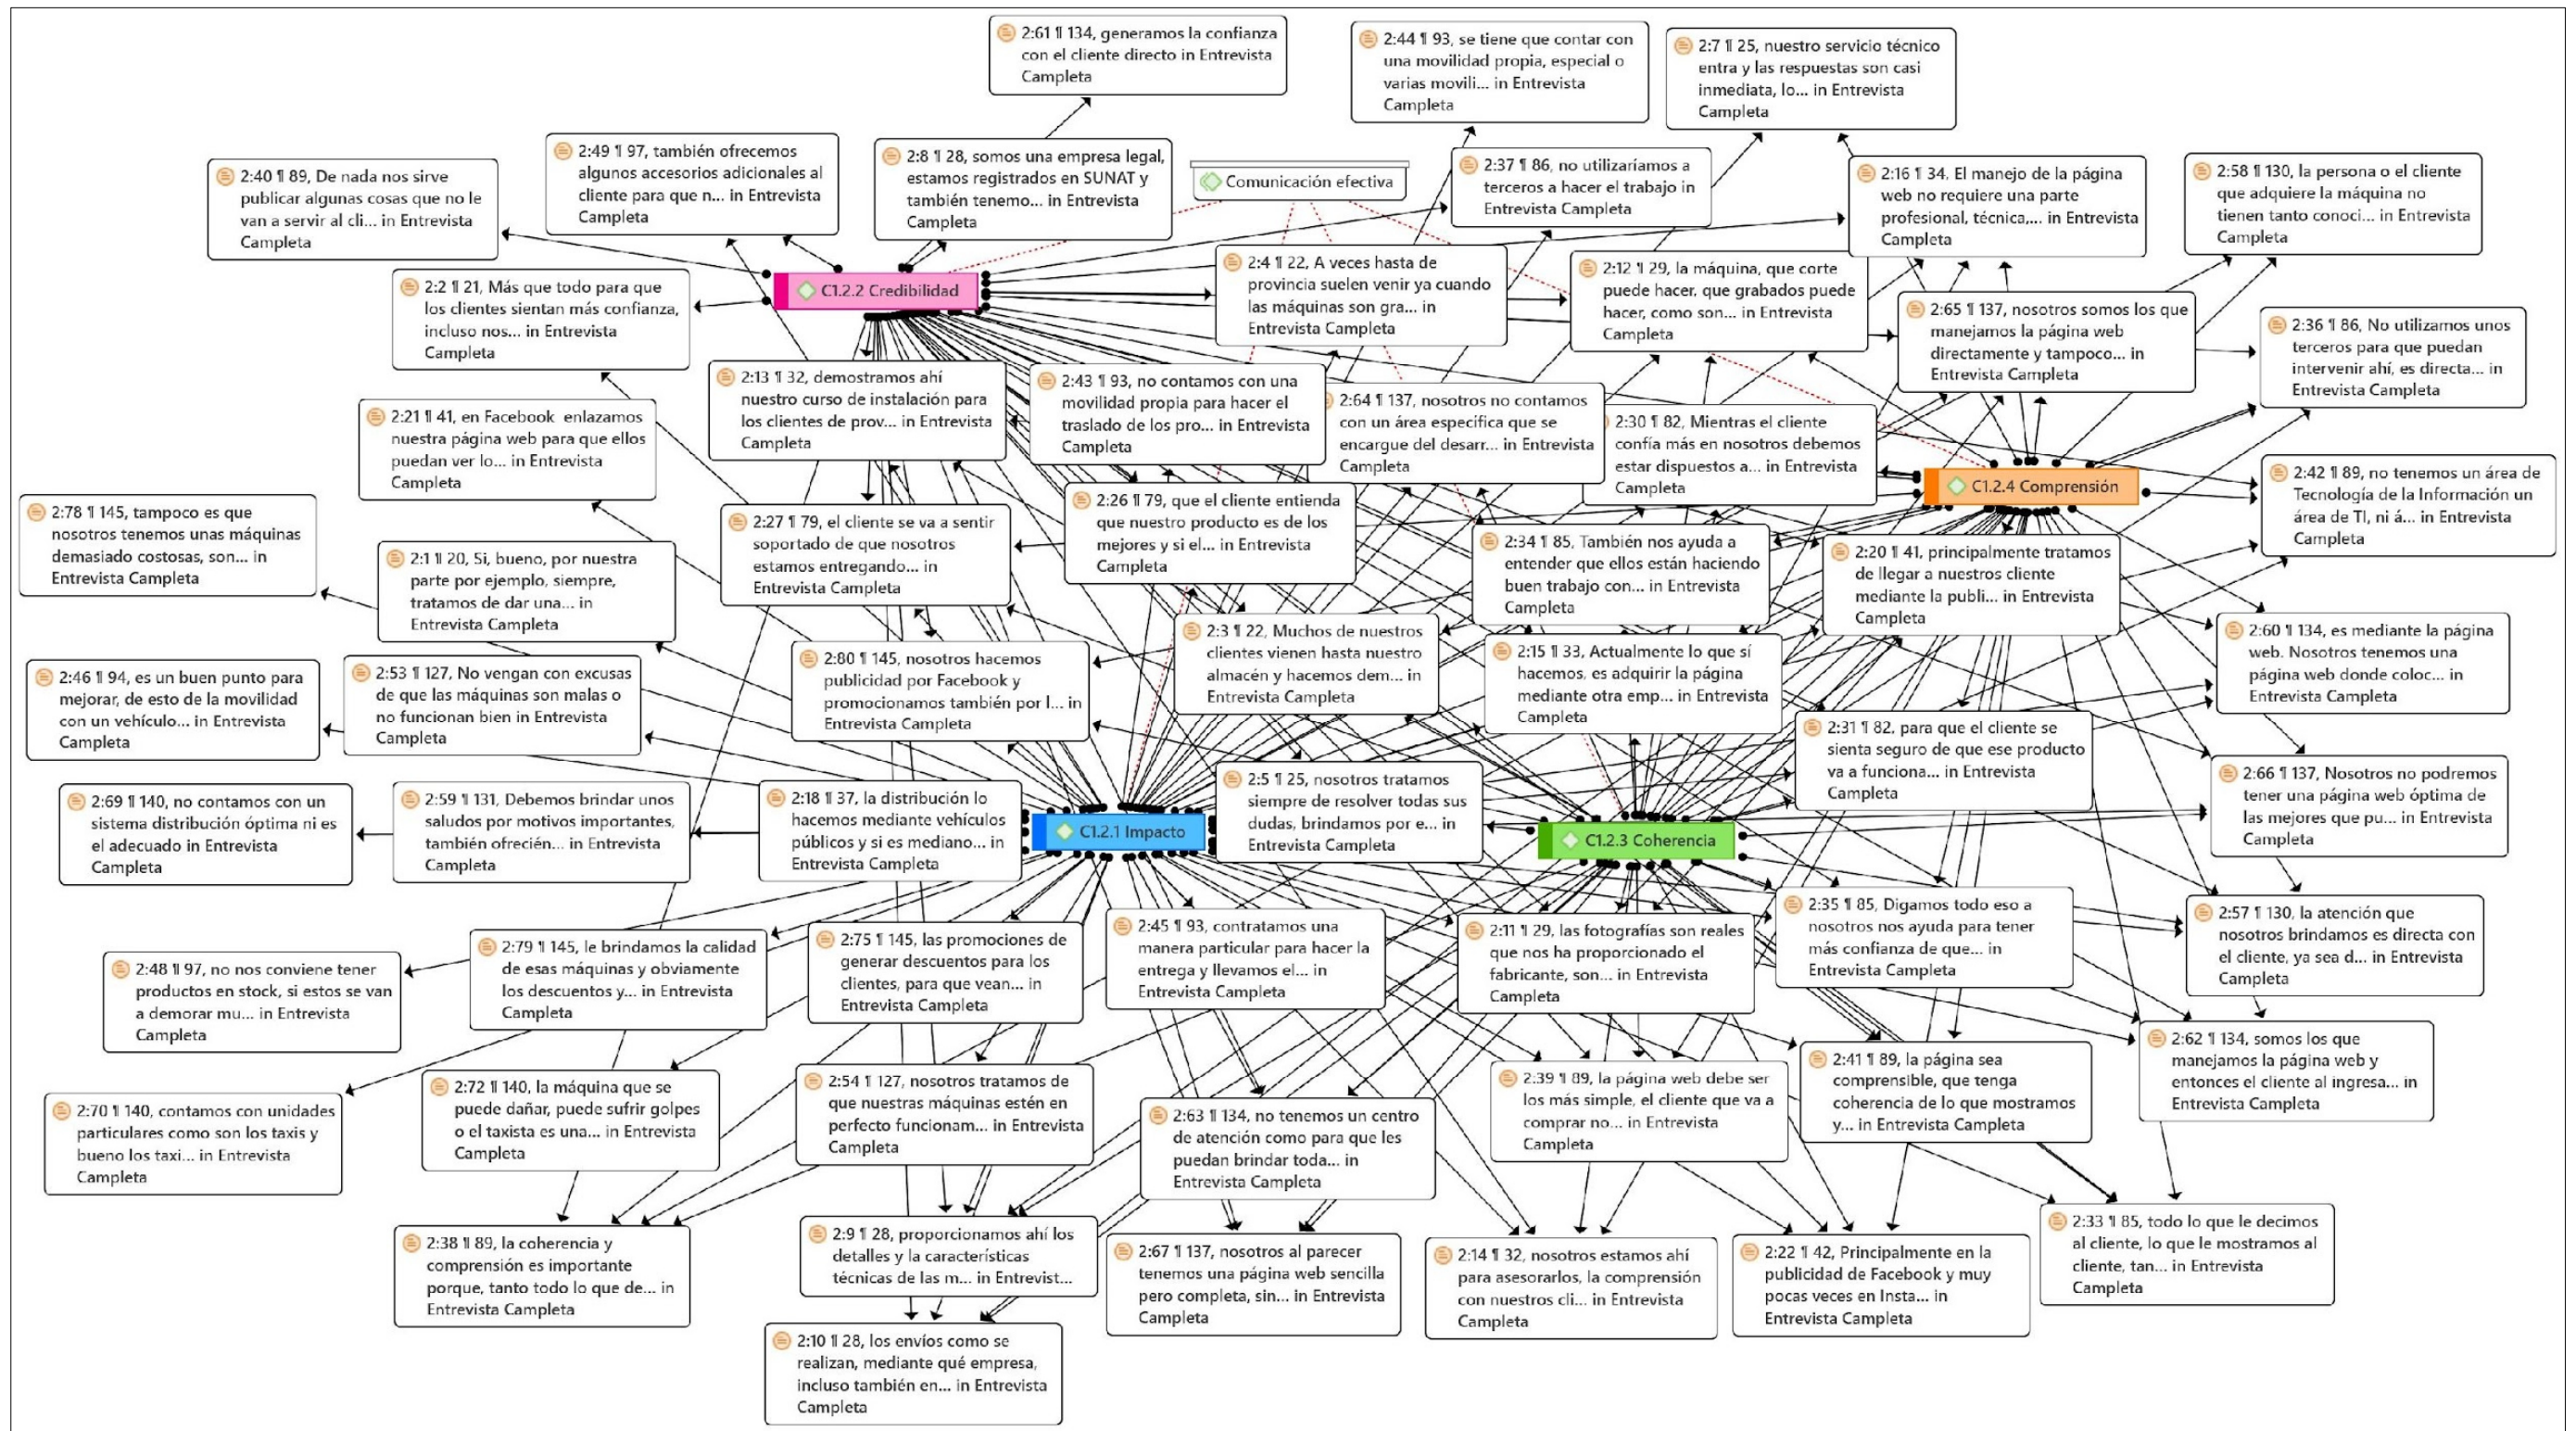 2:61 ¶ 134, generamos la confianza
con el cliente directo in Entrevista
Campleta
2:44 ¶ 93, se tiene que contar con
una movilidad propia, especial o
varias movili... in Entrevista
Campleta
2:7 ¶ 25, nuestro servicio técnico
entra y las respuestas son casi
inmediata, lo... in Entrevista
Campleta
2:40 ¶ 89, De nada nos sirve
publicar algunas cosas que no le
van a servir al cli... in Entrevista
Campleta
2:49 ¶ 97, también ofrecemos
algunos accesorios adicionales al
cliente para que n... in Entrevista
Campleta
2:8 ¶ 28, somos una empresa legal,
estamos registrados en SUNAT y
también tenemo... in Entrevista
Campleta
Comunicación efectiva
2:37 ¶ 86, no utilizaríamos a
terceros a hacer el trabajo in
Entrevista Campleta
2:16 ¶ 34, El manejo de la página
web no requiere una parte
profesional, técnica,... in Entrevista
Campleta
2:58 ¶ 130, la persona o el cliente
que adquiere la máquina no
tienen tanto conoci... in Entrevista
Campleta
2:2 ¶ 21, Más que todo para que
los clientes sientan más confianza,
incluso nos... in Entrevista
Campleta
C1.2.2 Credibilidad
2:4 ¶ 22, A veces hasta de
provincia suelen venir ya cuando
las máquinas son gra... in
Entrevista Campleta
2:12 ¶ 29, la máquina, que corte
puede hacer, que grabados puede
hacer, como son... in Entrevista
Campleta
2:65 ¶ 137, nosotros somos los que
manejamos la página web
directamente y tampoco... in
Entrevista Campleta
2:36 ¶ 86, No utilizamos unos
terceros para que puedan
intervenir ahí, es directa... in
Entrevista Campleta
2:21 ¶ 41, en Facebook enlazamos
nuestra página web para que ellos
puedan ver lo... in Entrevista
Campleta
2:13 ¶ 32, demostramos ahí
nuestro curso de instalación para
los clientes de prov... in Entrevista
Campleta
2:43 ¶ 93, no contamos con una
movilidad propia para hacer el
traslado de los pro... in Entrevista
Campleta
2:64 ¶ 137, nosotros no contamos
con un área especifica que se
encargue del desarr... in Entrevista
Campleta
2:30 ¶ 82, Mientras el cliente
confía más en nosotros debemos
estar dispuestos a... in Entrevista
Campleta
C1.2.4 Comprensión
2:42 ¶ 89, no tenemos un área de
Tecnología de la Información un
área de TI, ni á... in Entrevista
Campleta
2:78 ¶ 145, tampoco es que
nosotros tenemos unas máquinas
demasiado costosas, son... in
Entrevista Campleta
2:1 ¶ 20, Si, bueno, por nuestra
parte por ejemplo, siempre,
tratamos de dar una... in
Entrevista Campleta
2:27 ¶ 79, el cliente se va a sentir
soportado de que nosotros
estamos entregando... in
Entrevista Campleta
2:26 ¶ 79, que el cliente entienda
que nuestro producto es de los
mejores y si el... in Entrevista
Campleta
2:34 ¶ 85, También nos ayuda a
entender que ellos están haciendo
buen trabajo con... in Entrevista
Campleta
2:20 ¶ 41, principalmente tratamos
de llegar a nuestros cliente
mediante la publi... in Entrevista
Campleta
2:60 ¶ 134, es mediante la página
web. Nosotros tenemos una
página web donde coloc... in
Entrevista Campleta
2:46 ¶ 94, es un buen punto para
mejorar, de esto de la movilidad
con un vehículo... in Entrevista
Campleta
2:53 ¶ 127, No vengan con excusas
de que las máquinas son malas o
no funcionan bien in Entrevista
Campleta
2:80 ¶ 145, nosotros hacemos
publicidad por Facebook y
promocionamos también por l... in
Entrevista Campleta
2:3 ¶ 22, Muchos de nuestros
clientes vienen hasta nuestro
almacén y hacemos dem... in
Entrevista Campleta
2:15 ¶ 33, Actualmente lo que sí
hacemos, es adquirir la página
mediante otra emp... in Entrevista
Campleta
2:31 ¶ 82, para que el cliente se
sienta seguro de que ese producto
va a funciona... in Entrevista
Campleta
2:66 ¶ 137, Nosotros no podremos
tener una página web óptima de
las mejores que pu... in Entrevista
Campleta
2:69 ¶ 140, no contamos con un
sistema distribución óptima ni es
el adecuado in Entrevista
Campleta
2:59 ¶ 131, Debemos brindar unos
saludos por motivos importantes,
también ofrecién... in Entrevista
Campleta
2:18 ¶ 37, la distribución lo
hacemos mediante vehículos
públicos y si es mediano... in
Entrevista Campleta
C1.2.1 Impacto
2:5 ¶ 25, nosotros tratamos
siempre de resolver todas sus
dudas, brindamos por e... in
Entrevista Campleta
C1.2.3 Coherencia
2:48 ¶ 97, no nos conviene tener
productos en stock, si estos se van
a demorar mu... in Entrevista
Campleta
2:79 ¶ 145, le brindamos la calidad
de esas máquinas y obviamente
los descuentos y... in Entrevista
Campleta
2:75 ¶ 145, las promociones de
generar descuentos para los
clientes, para que vean... in
Entrevista Campleta
2:45 ¶ 93, contratamos una
manera particular para hacer la
entrega y llevamos el... in
Entrevista Campleta
2:11 ¶ 29, las fotografías son reales
que nos ha proporcionado el
fabricante, son... in Entrevista
Campleta
2:35 ¶ 85, Digamos todo eso a
nosotros nos ayuda para tener
más confianza de que... in
Entrevista Campleta
2:57 ¶ 130, la atención que
nosotros brindamos es directa con
el cliente, ya sea d... in Entrevista
Campleta
2:70 ¶ 140, contamos con unidades
particulares como son los taxis y
bueno los taxi... in Entrevista
Campleta
2:72 ¶ 140, la máquina que se
puede dañar, puede sufrir golpes
o el taxista es una... in Entrevista
Campleta
2:54 ¶ 127, nosotros tratamos de
que nuestras máquinas estén en
perfecto funcionam... in Entrevista
Campleta
2:63 ¶ 134, no tenemos un centro
de atención como para que les
puedan brindar toda... in
Entrevista Campleta
2:39 ¶ 89, la página web debe ser
los más simple, el cliente que va a
comprar no... in Entrevista
Campleta
2:41 ¶ 89, la página sea
comprensible, que tenga
coherencia de lo que mostramos
y... in Entrevista Campleta
2:62 ¶ 134, somos los que
manejamos la página web y
entonces el cliente al ingresa... in
Entrevista Campleta
2:38 ¶ 89, la coherencia y
comprensión es importante
porque, tanto todo lo que de... in
Entrevista Campleta
2:9 ¶ 28, proporcionamos ahí los
detalles y la características
técnicas de las m... in Entrevist...
2:67 ¶ 137, nosotros al parecer
tenemos una página web sencilla
pero completa, sin... in Entrevista
Campleta
2:14 ¶ 32, nosotros estamos ahí
para asesorarlos, la comprensión
con nuestros cli... in Entrevista
Campleta
2:22 ¶ 42, Principalmente en la
publicidad de Facebook y muy
pocas veces en Insta... in
Entrevista Campleta
2:33 ¶ 85, todo lo que le decimos
al cliente, lo que le mostramos al
cliente, tan... in Entrevista
Campleta
2:10 ¶ 28, los envíos como se
realizan, mediante qué empresa,
incluso también en... in Entrevista
Campleta